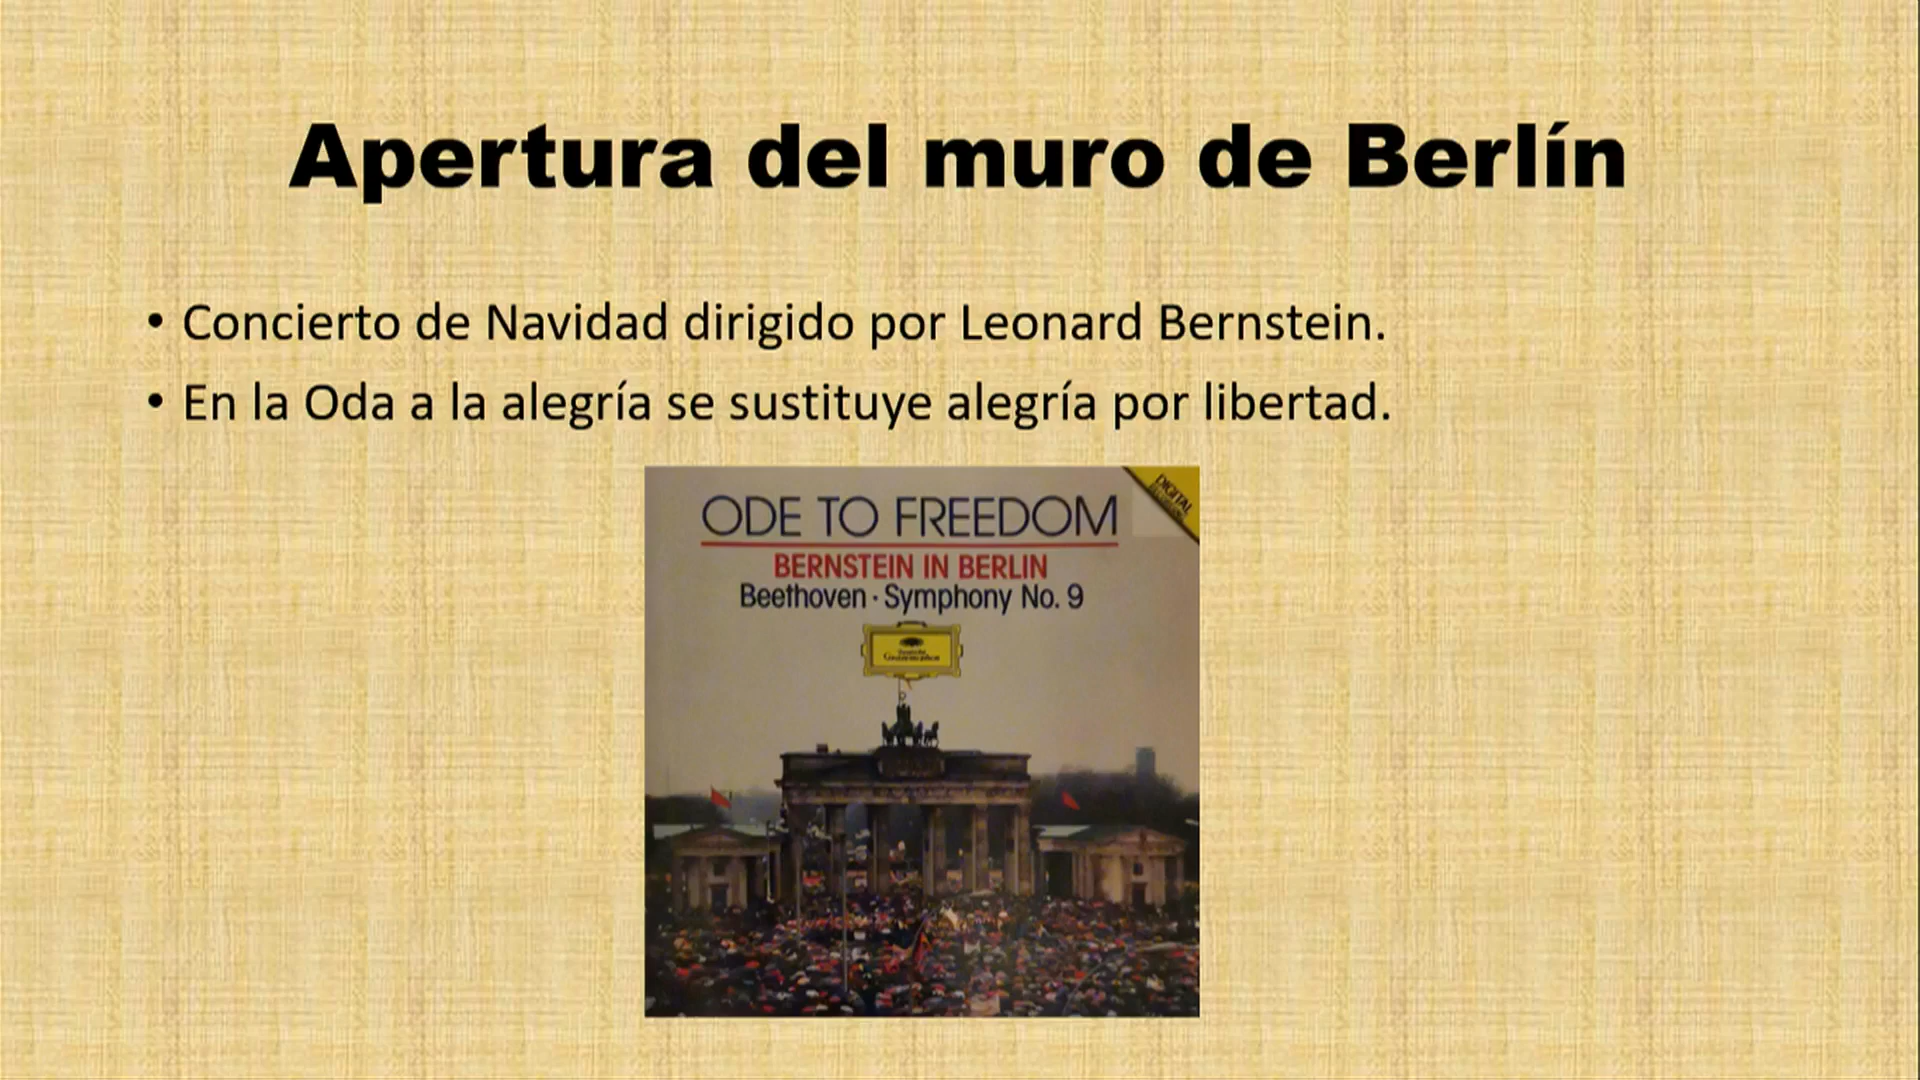 Apertura del muro de Berlín
• Concierto de Navidad dirigido por Leonard Bernstein.
• En la Oda a la alegría se sustituye alegría por libertad.
DIGITAL
ODE TO FREEDOM
BERNSTEIN IN BERLIN
Beethoven · Symphony No. 9